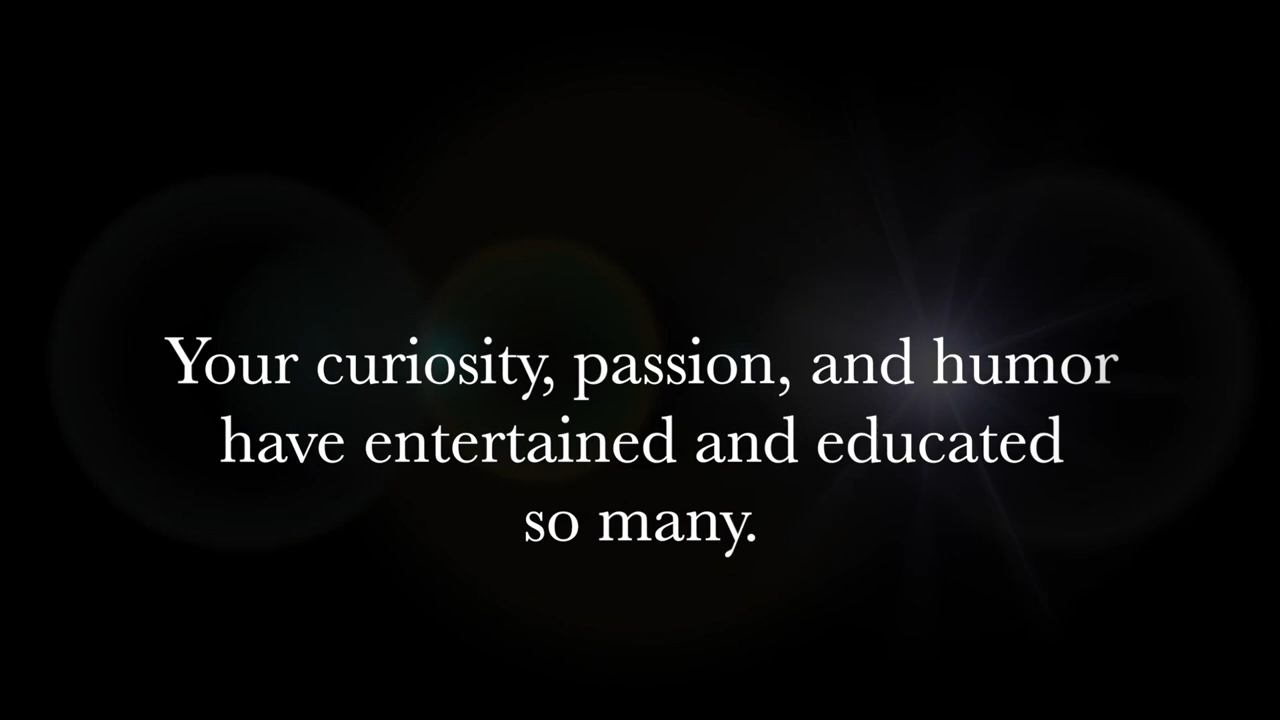 Your curiosity, passion, and humor
have entertained and educated
so many.